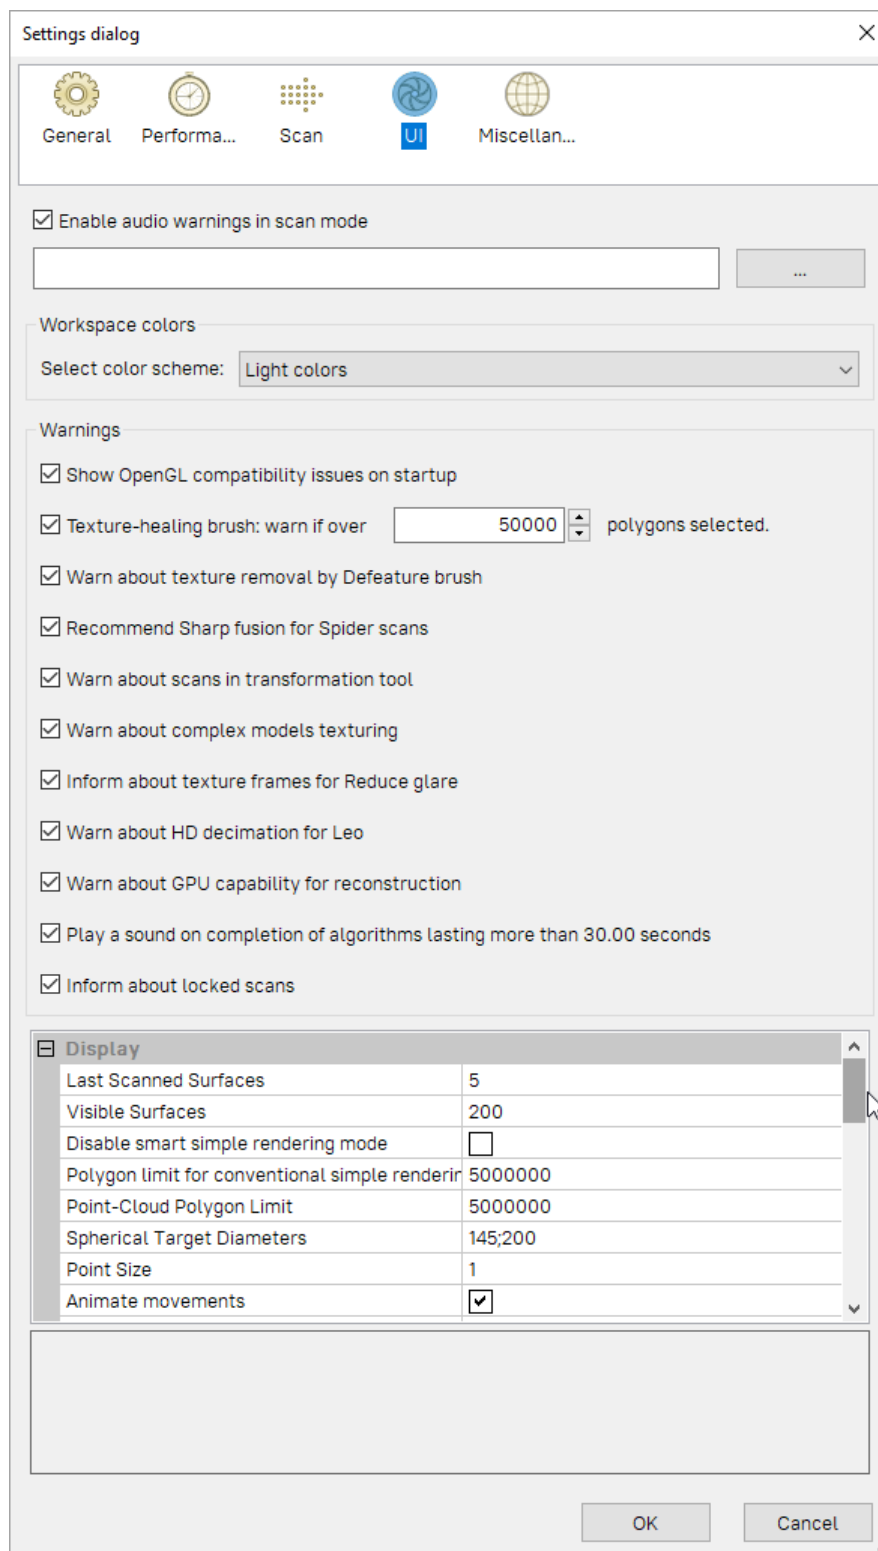 Settings dialog
General Performa... Scan UI Miscellan...
Enable audio warnings in scan mode
...
Workspace colors
Select color scheme: Light colors
Warnings
Show OpenGL compatibility issues on startup
Texture-healing brush: warn if over 50000 polygons selected.
Warn about texture removal by Defeature brush
Recommend Sharp fusion for Spider scans
Warn about scans in transformation tool
Warn about complex models texturing
Inform about texture frames for Reduce glare
Warn about HD decimation for Leo
Warn about GPU capability for reconstruction
Play a sound on completion of algorithms lasting more than 30.00 seconds
Inform about locked scans
Display
Last Scanned Surfaces 5
Visible Surfaces 200
Disable smart simple rendering mode
Polygon limit for conventional simple renderin 5000000
Point-Cloud Polygon Limit 5000000
Spherical Target Diameters 145;200
Point Size 1
Animate movements
OK Cancel